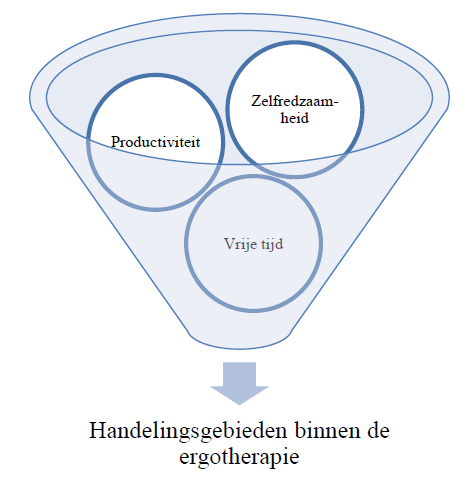 Zelfredzaam-
heid
Productiviteit
Vrije tijd
Handelingsgebieden binnen de
ergotherapie